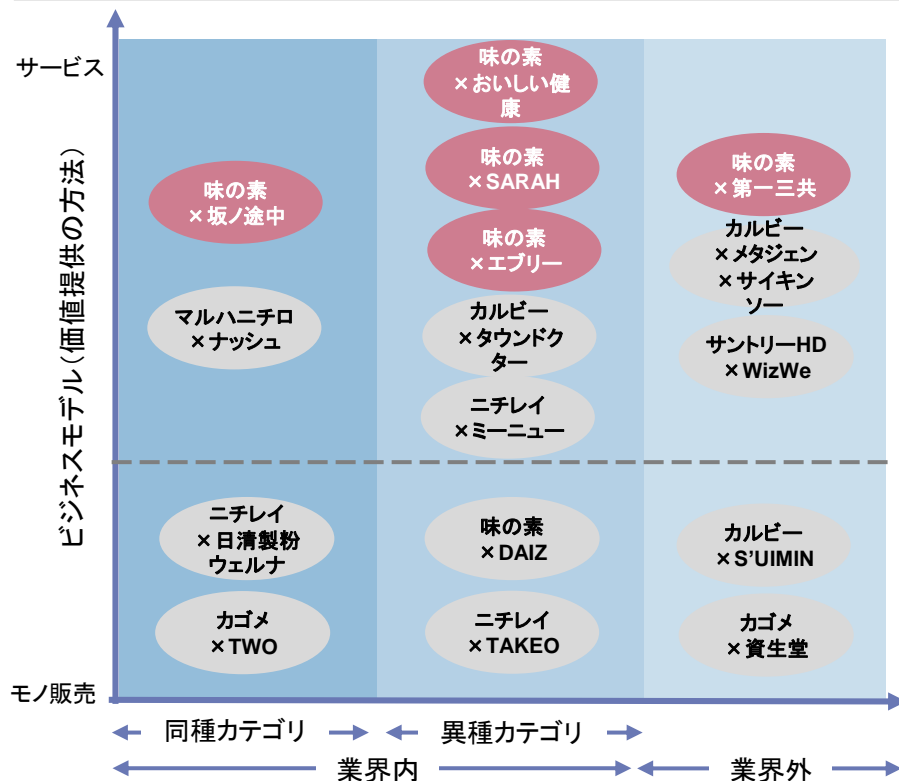 サービス
ビジネスモデル(価値提供の方法)
モノ販売
味の素
×坂ノ途中
マルハニチロ
×ナッシュ
ニチレイ
×日清製粉
ウェルナ
カゴメ
×TWO
味の素
×おいしい健
康
味の素
×SARAH
味の素
×エブリー
カルビー
×タウンドク
ター
ニチレイ
×ミーニュー
味の素
×DAIZ
ニチレイ
×TAKEO
味の素
×第一三共
カルビー
×メタジェン
×サイキン
ソー
サントリーHD
×WizWe
カルビー
×S'UIMIN
カゴメ
×資生堂
同種カテゴリ
異種カテゴリ
業界内
業界外